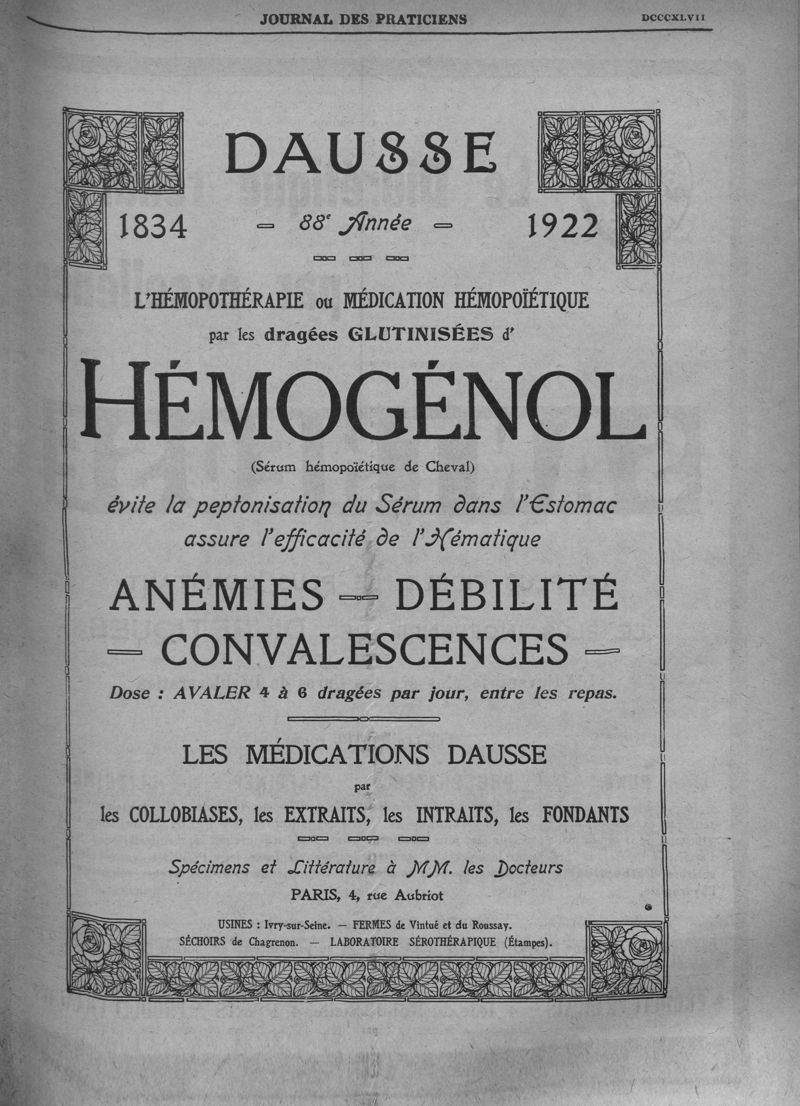 JOURNAL DES PRATICIENS
DCCCXLVII
DAUSSE
1834 — 88e Année — 1922
L'HÉMOPOTHÉRAPIE ou MÉDICATION HÉMOPOÏÉTIQUE
par les dragées GLUTINISÉES d'
HÉMOGÉNOL
(Sérum hémopoïétique de Cheval)
évite la peptonisation du Sérum dans l'Estomac
assure l'efficacité de l'Hématique
ANÉMIES — DÉBILITÉ
— CONVALESCENCES —
Dose : AVALER 4 à 6 dragées par jour, entre les repas.
LES MÉDICATIONS DAUSSE
par
les COLLOBIASES, les EXTRAITS, les INTRAITS, les FONDANTS
Spécimens et Littérature à MM. les Docteurs
PARIS, 4, rue Aubriot
USINES : Ivry-sur-Seine. — FERMES de Vintué et du Roussay.
SÉCHOIRS de Chagrenon. — LABORATOIRE SÉROTHÉRAPIQUE (Étampes).